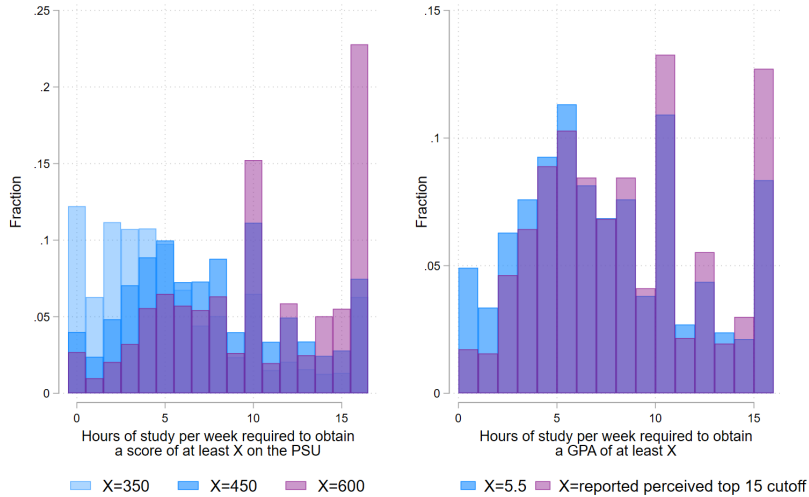 .25
.2
.15
.1
.05
0
Fraction
0 5 10 15
Hours of study per week required to obtain
a score of at least X on the PSU
X=350 X=450 X=600
.15
.1
.05
0
Fraction
0 5 10 15
Hours of study per week required to obtain
a GPA of at least X
X=5.5 X=reported perceived top 15 cutoff